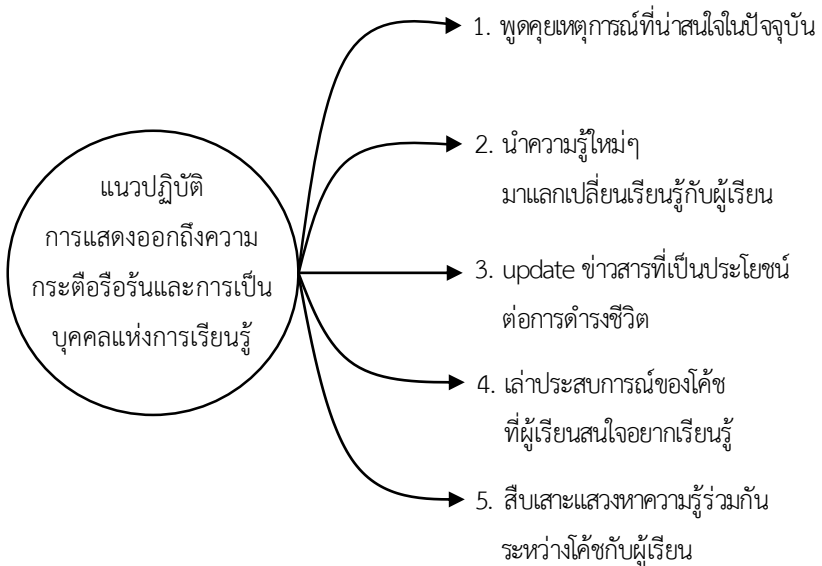 แนวปฏิบัติ
การแสดงออกถึงความ
กระตือรือร้นและการเป็น
บุคคลแห่งการเรียนรู้
1. พูดคุยเหตุการณ์ที่น่าสนใจในปัจจุบัน
2. นำความรู้ใหม่ๆ
มาแลกเปลี่ยนเรียนรู้กับผู้เรียน
3. update ข่าวสารที่เป็นประโยชน์
ต่อการดำรงชีวิต
4. เล่าประสบการณ์ของโค้ช
ที่ผู้เรียนสนใจอยากเรียนรู้
5. สืบเสาะแสวงหาความรู้ร่วมกัน
ระหว่างโค้ชกับผู้เรียน